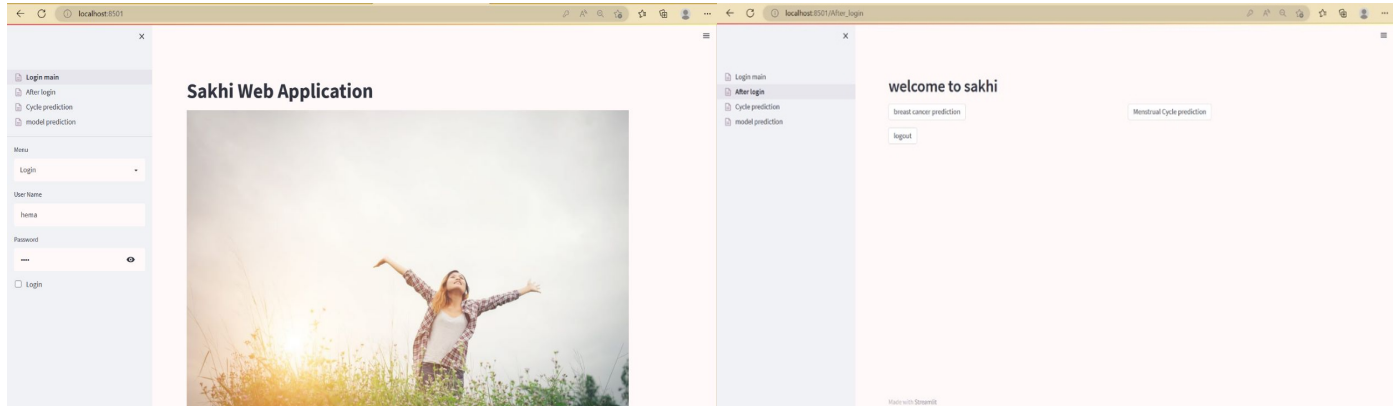 localhost:8501
Login main
After login
Cycle prediction
model prediction
Menu
Login
User Name
hema
Password
Login
Sakhi Web Application
localhost:8501/After_login
Login main
After login
Cycle prediction
model prediction
welcome to sakhi
breast cancer prediction
Menstrual Cycle prediction
logout
Made with Streamlit